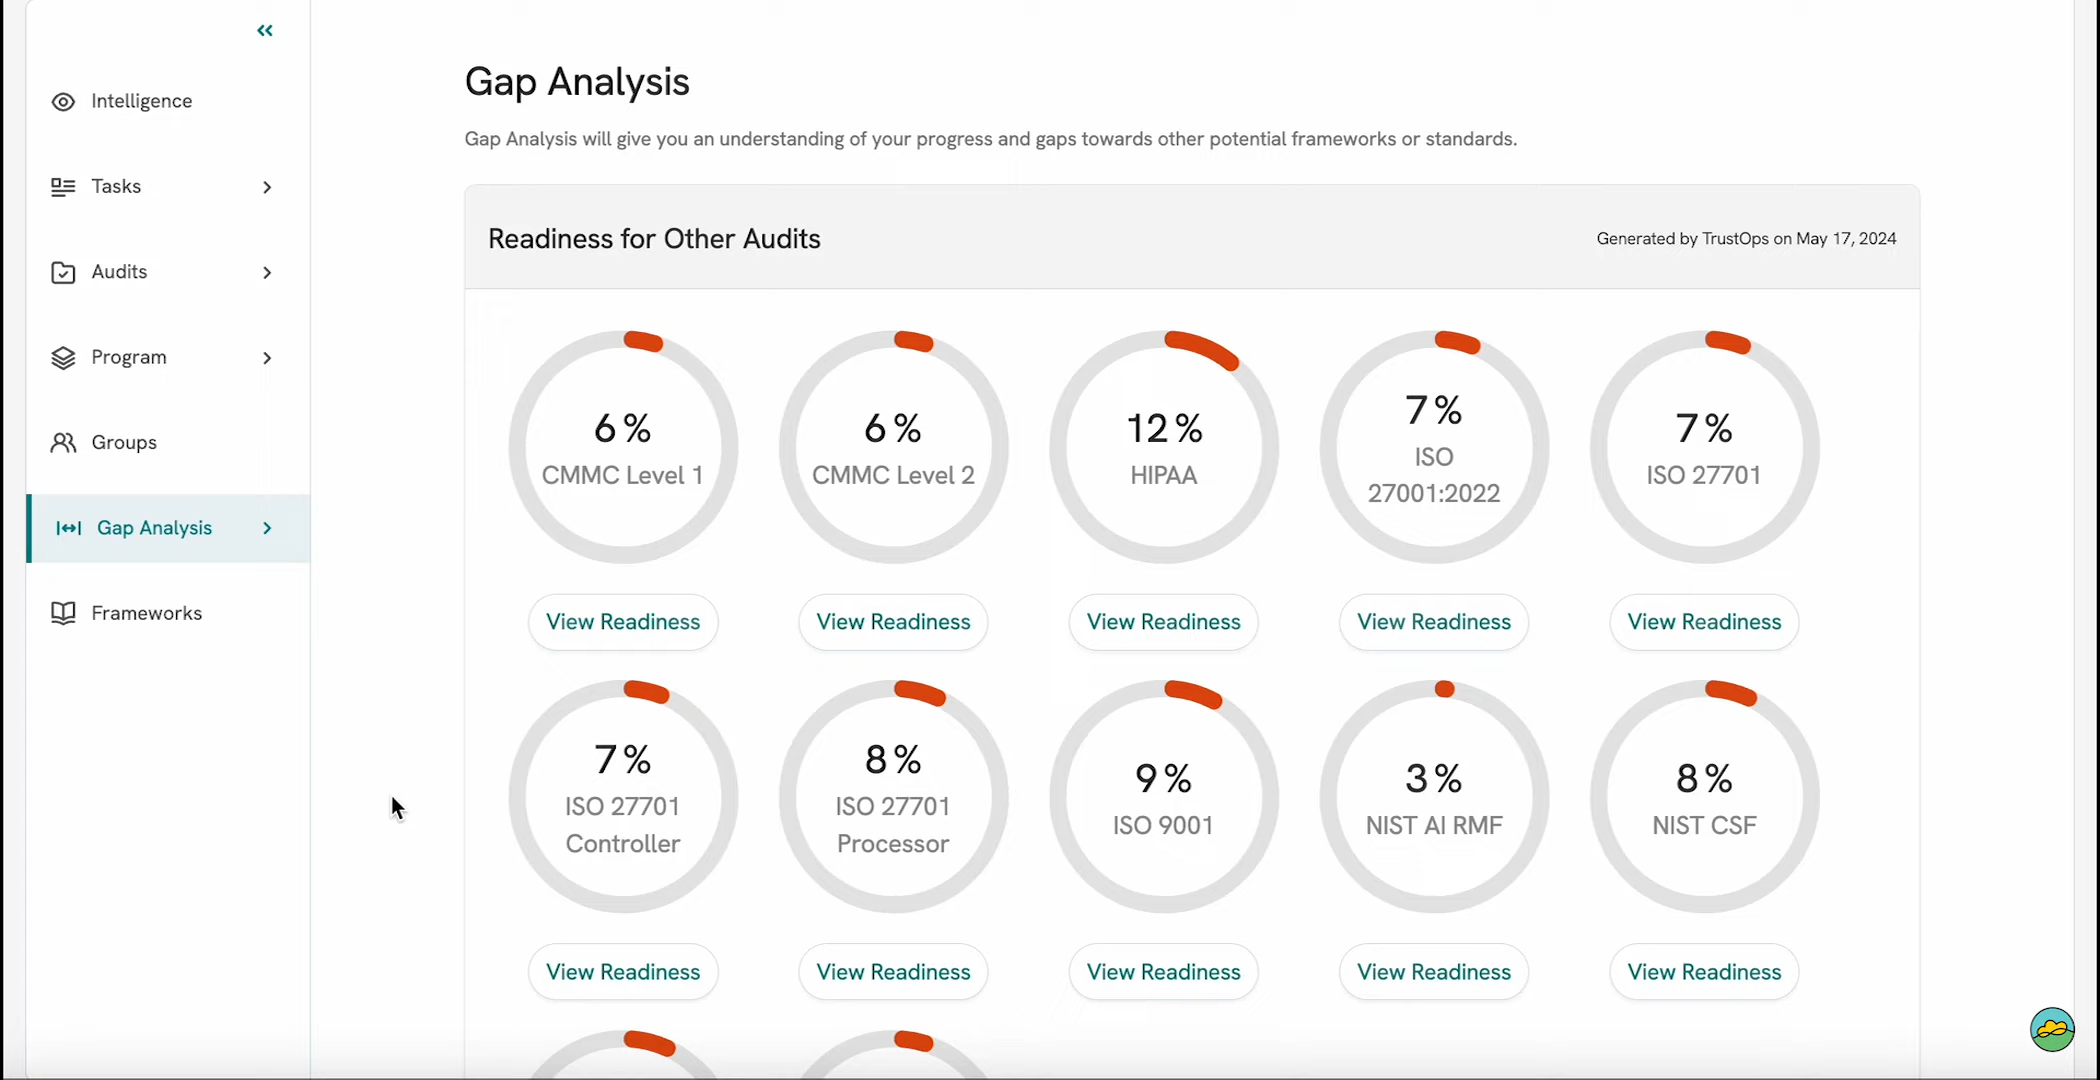 Intelligence
Tasks
Audits
Program
Groups
Gap Analysis
Frameworks
Gap Analysis
Gap Analysis will give you an understanding of your progress and gaps towards other potential frameworks or standards.
Readiness for Other Audits
Generated by TrustOps on May 17, 2024
6%
CMMC Level 1
6%
CMMC Level 2
12%
HIPAA
7%
ISO
27001:2022
7%
ISO 27701
View Readiness
View Readiness
View Readiness
View Readiness
View Readiness
7%
ISO 27701
Controller
8%
ISO 27701
Processor
9%
ISO 9001
3%
NIST AI RMF
8%
NIST CSF
View Readiness
View Readiness
View Readiness
View Readiness
View Readiness